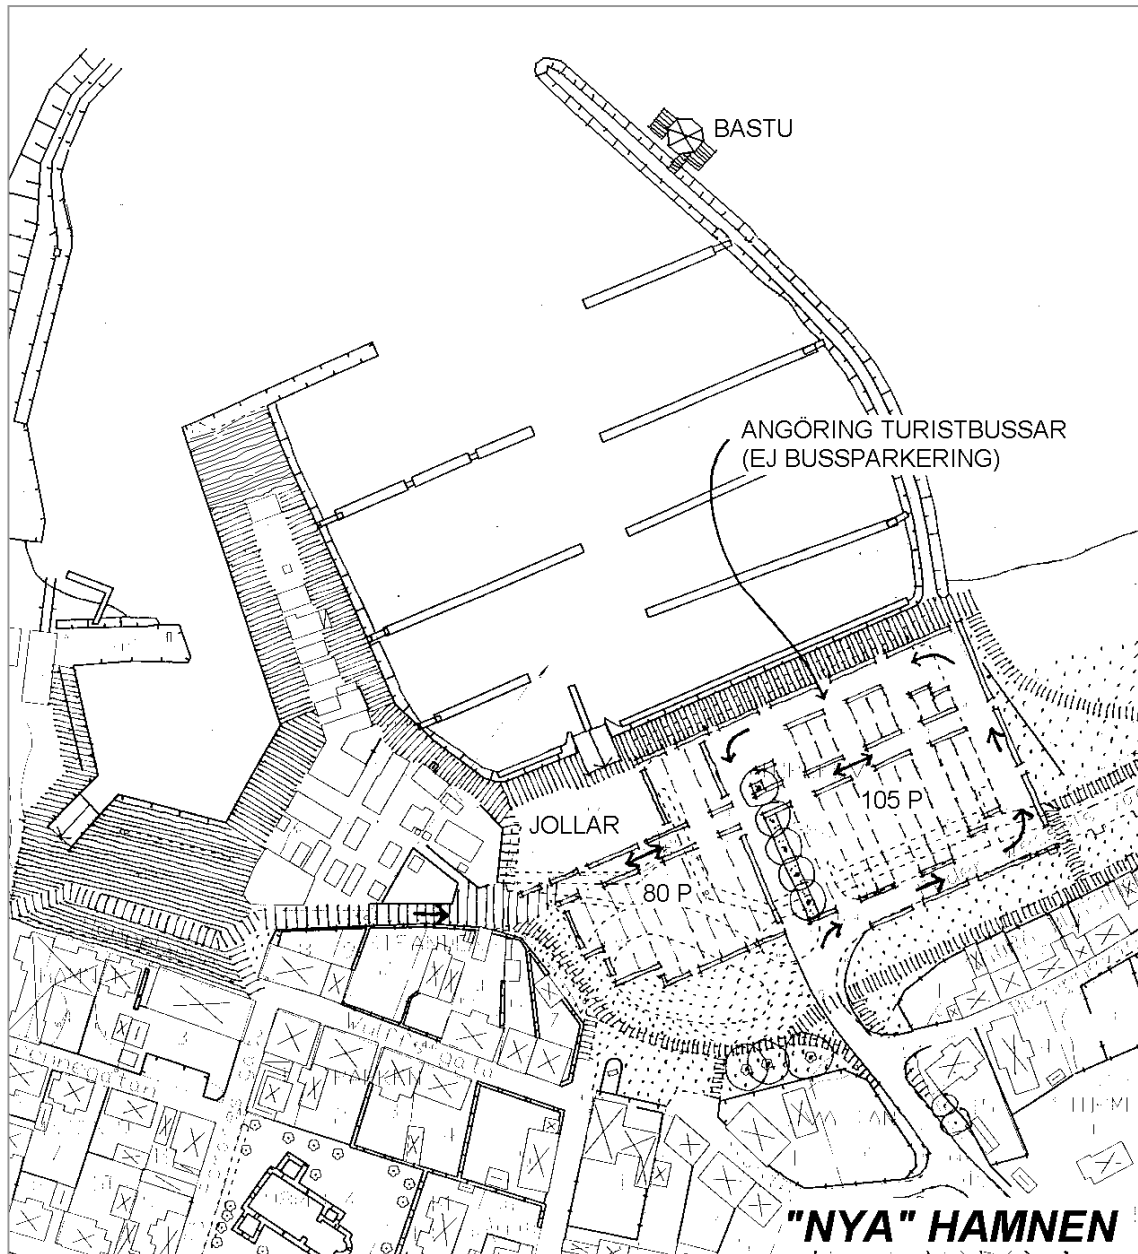 BASTU
ANGÖRING TURISTBUSSAR
(EJ BUSSPARKERING)
105 P
JOLLAR
80 P
"NYA" HAMNEN